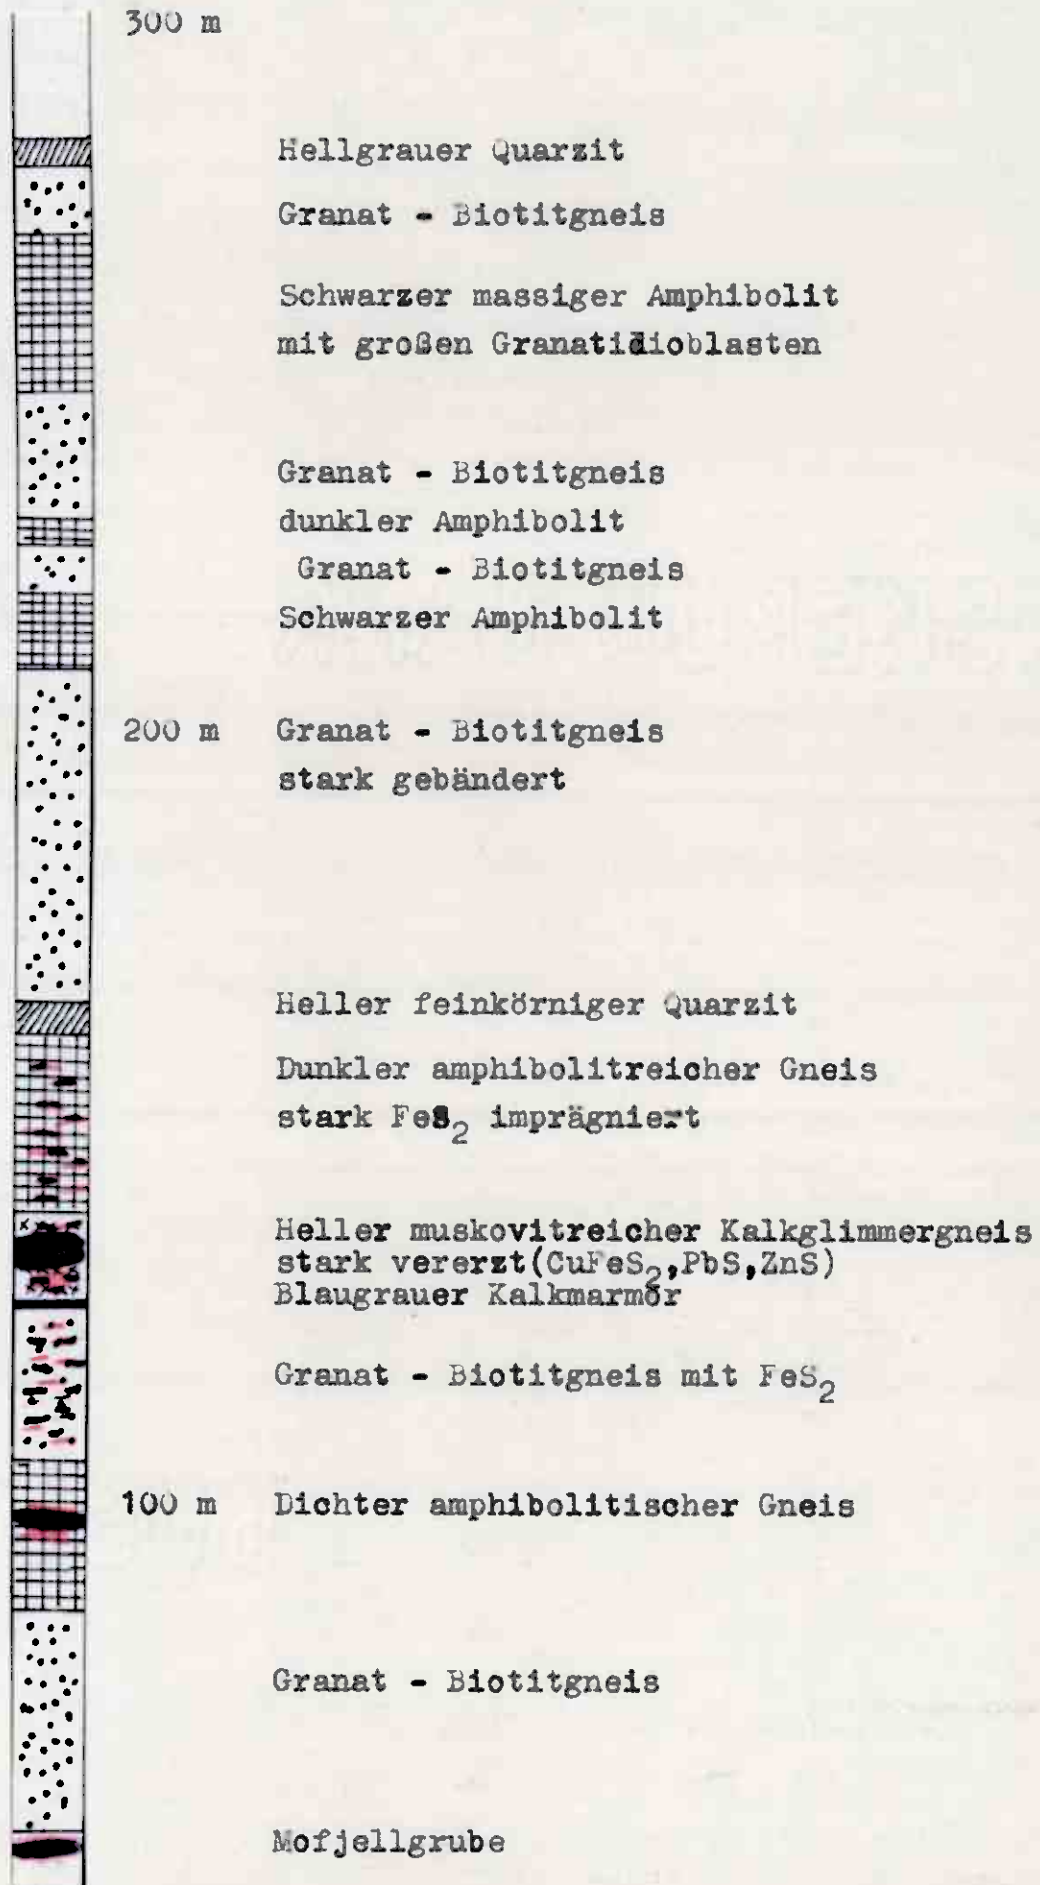 300 m
Hellgrauer Quarzit
Granat - Biotitgneis
Schwarzer massiger Amphibolit
mit großen Granatidioblasten
Granat - Biotitgneis
dunkler Amphibolit
Granat - Biotitgneis
Schwarzer Amphibolit
200 m Granat - Biotitgneis
stark gebändert
Heller feinkörniger Quarzit
Dunkler amphibolitreicher Gneis
stark FeS₂ imprägniert
Heller muskovitreicher Kalkglimmergneis
stark vererzt(CuFeS₂,PbS,ZnS)
Blaugrauer Kalkmarmor
Granat - Biotitgneis mit FeS₂
100 m Dichter amphibolitischer Gneis
Granat - Biotitgneis
Mofjellgrube